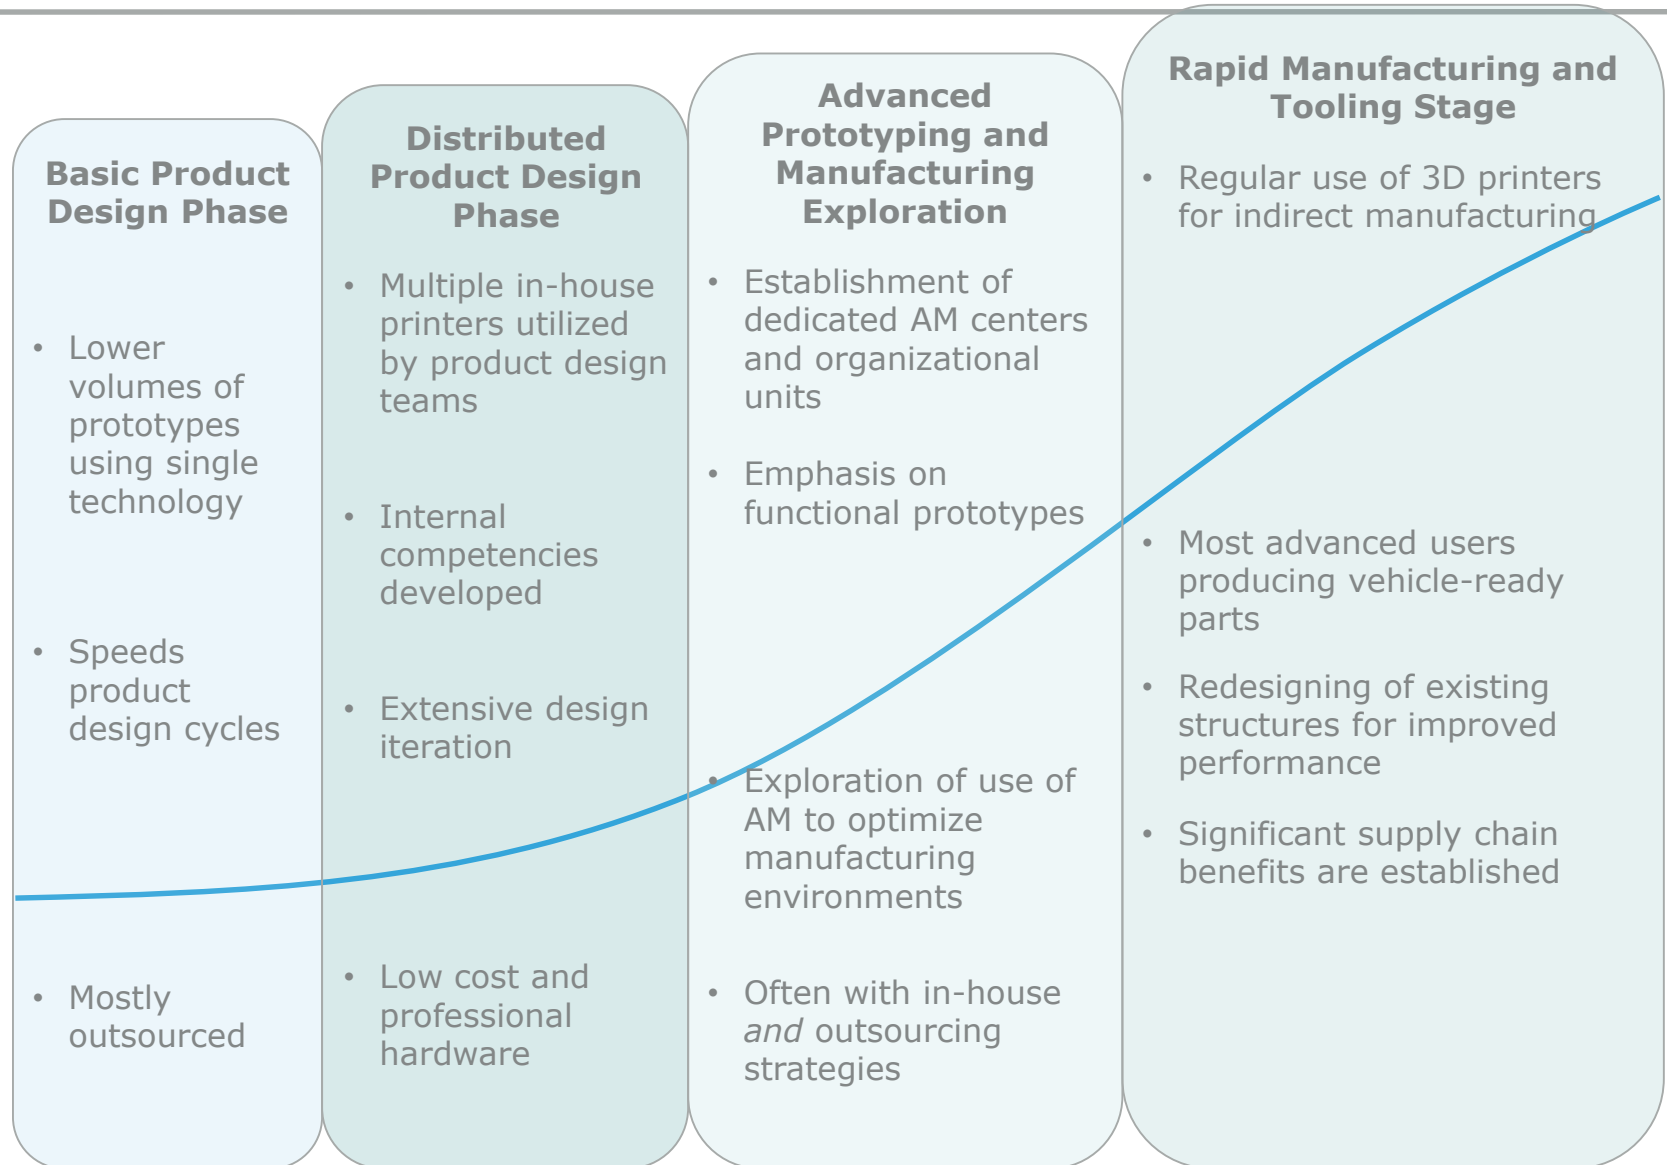 Basic Product
Design Phase
• Lower
volumes of
prototypes
using single
technology
• Speeds
product
design cycles
• Mostly
outsourced
Distributed
Product Design
Phase
• Multiple in-house
printers utilized
by product design
teams
• Internal
competencies
developed
• Extensive design
iteration
• Low cost and
professional
hardware
Advanced
Prototyping and
Manufacturing
Exploration
• Establishment of
dedicated AM centers
and organizational
units
• Emphasis on
functional prototypes
• Exploration of use of
AM to optimize
manufacturing
environments
• Often with in-house
and outsourcing
strategies
Rapid Manufacturing and
Tooling Stage
• Regular use of 3D printers
for indirect manufacturing
• Most advanced users
producing vehicle-ready
parts
• Redesigning of existing
structures for improved
performance
• Significant supply chain
benefits are established